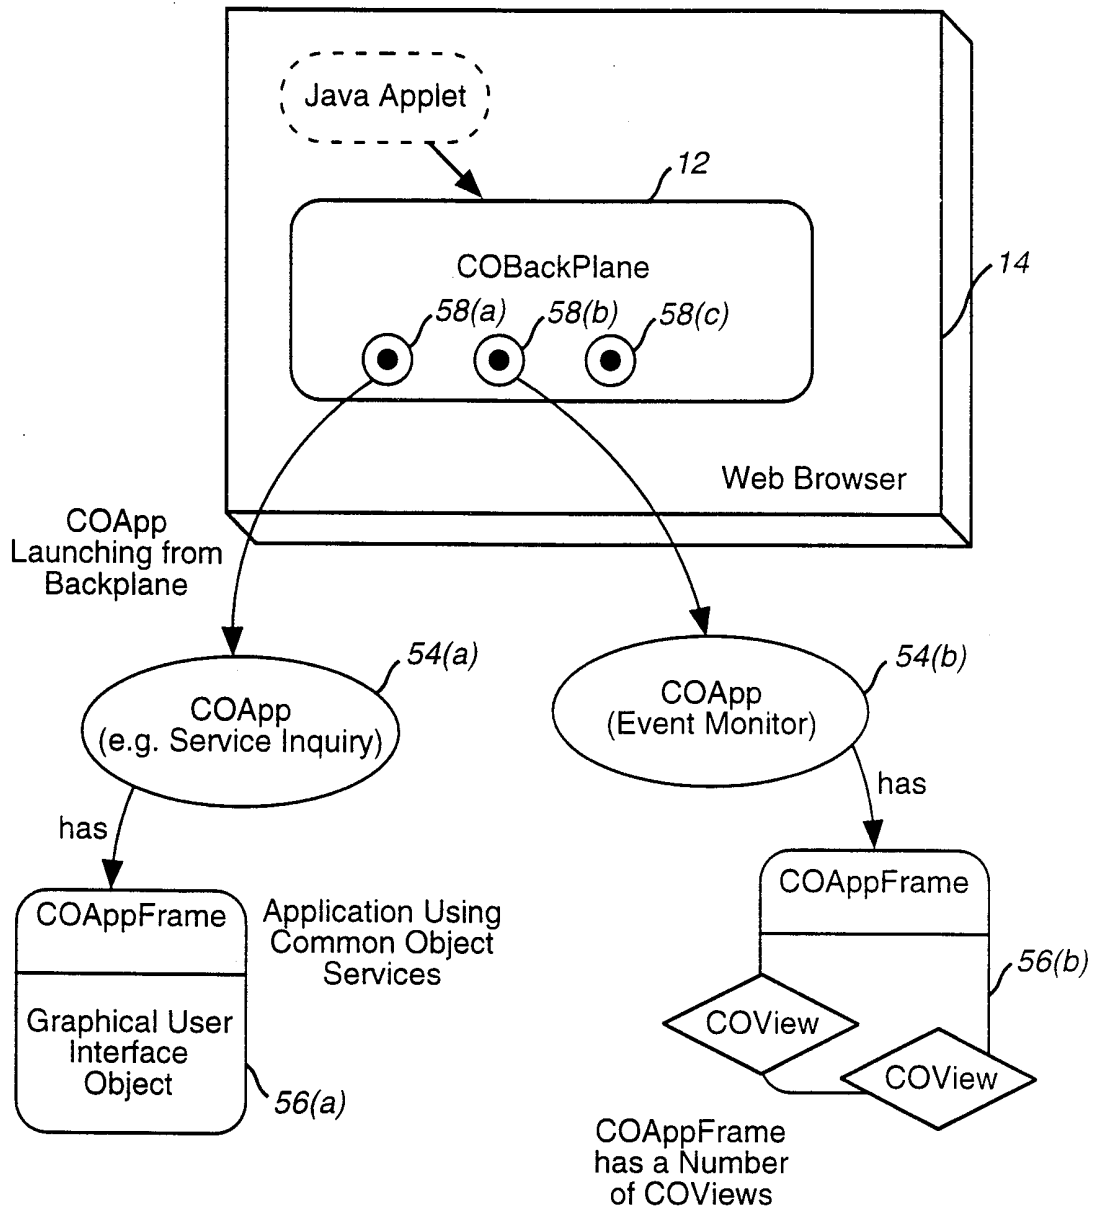 Java Applet
12
COBackPlane
14
58(a)
58(b)
58(c)
Web Browser
COApp
Launching from
Backplane
54(a)
54(b)
COApp
(e.g. Service Inquiry)
COApp
(Event Monitor)
has
has
COAppFrame
Application Using
Common Object
Services
COAppFrame
56(b)
Graphical User
Interface
Object
56(a)
COView
COView
COAppFrame
has a Number
of COViews